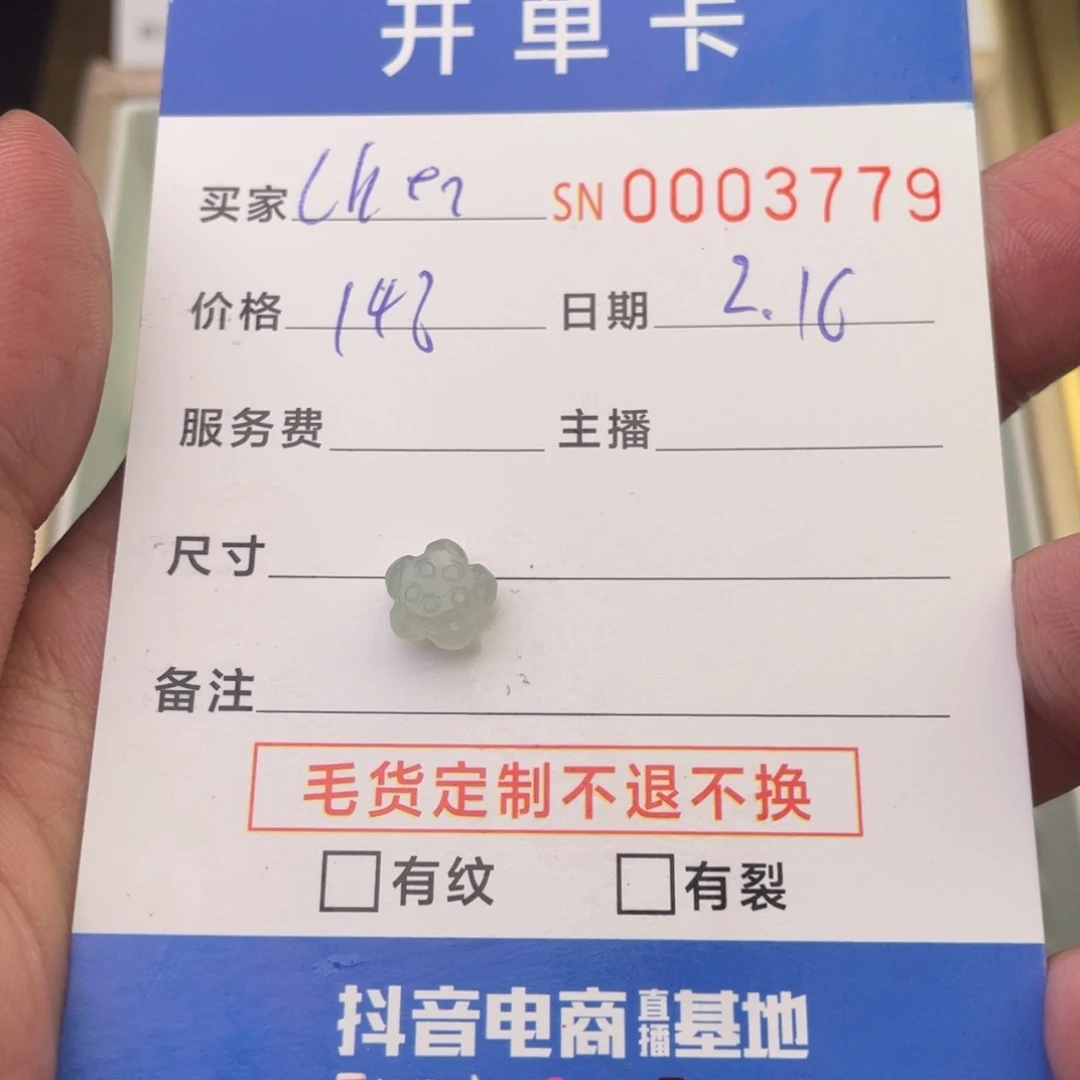 开单卡
买家 Chen SN 0003779
价格 148 日期 2.16
服务费 主播
尺寸
备注
毛货定制不退不换
有纹 有裂
抖音电商直播基地